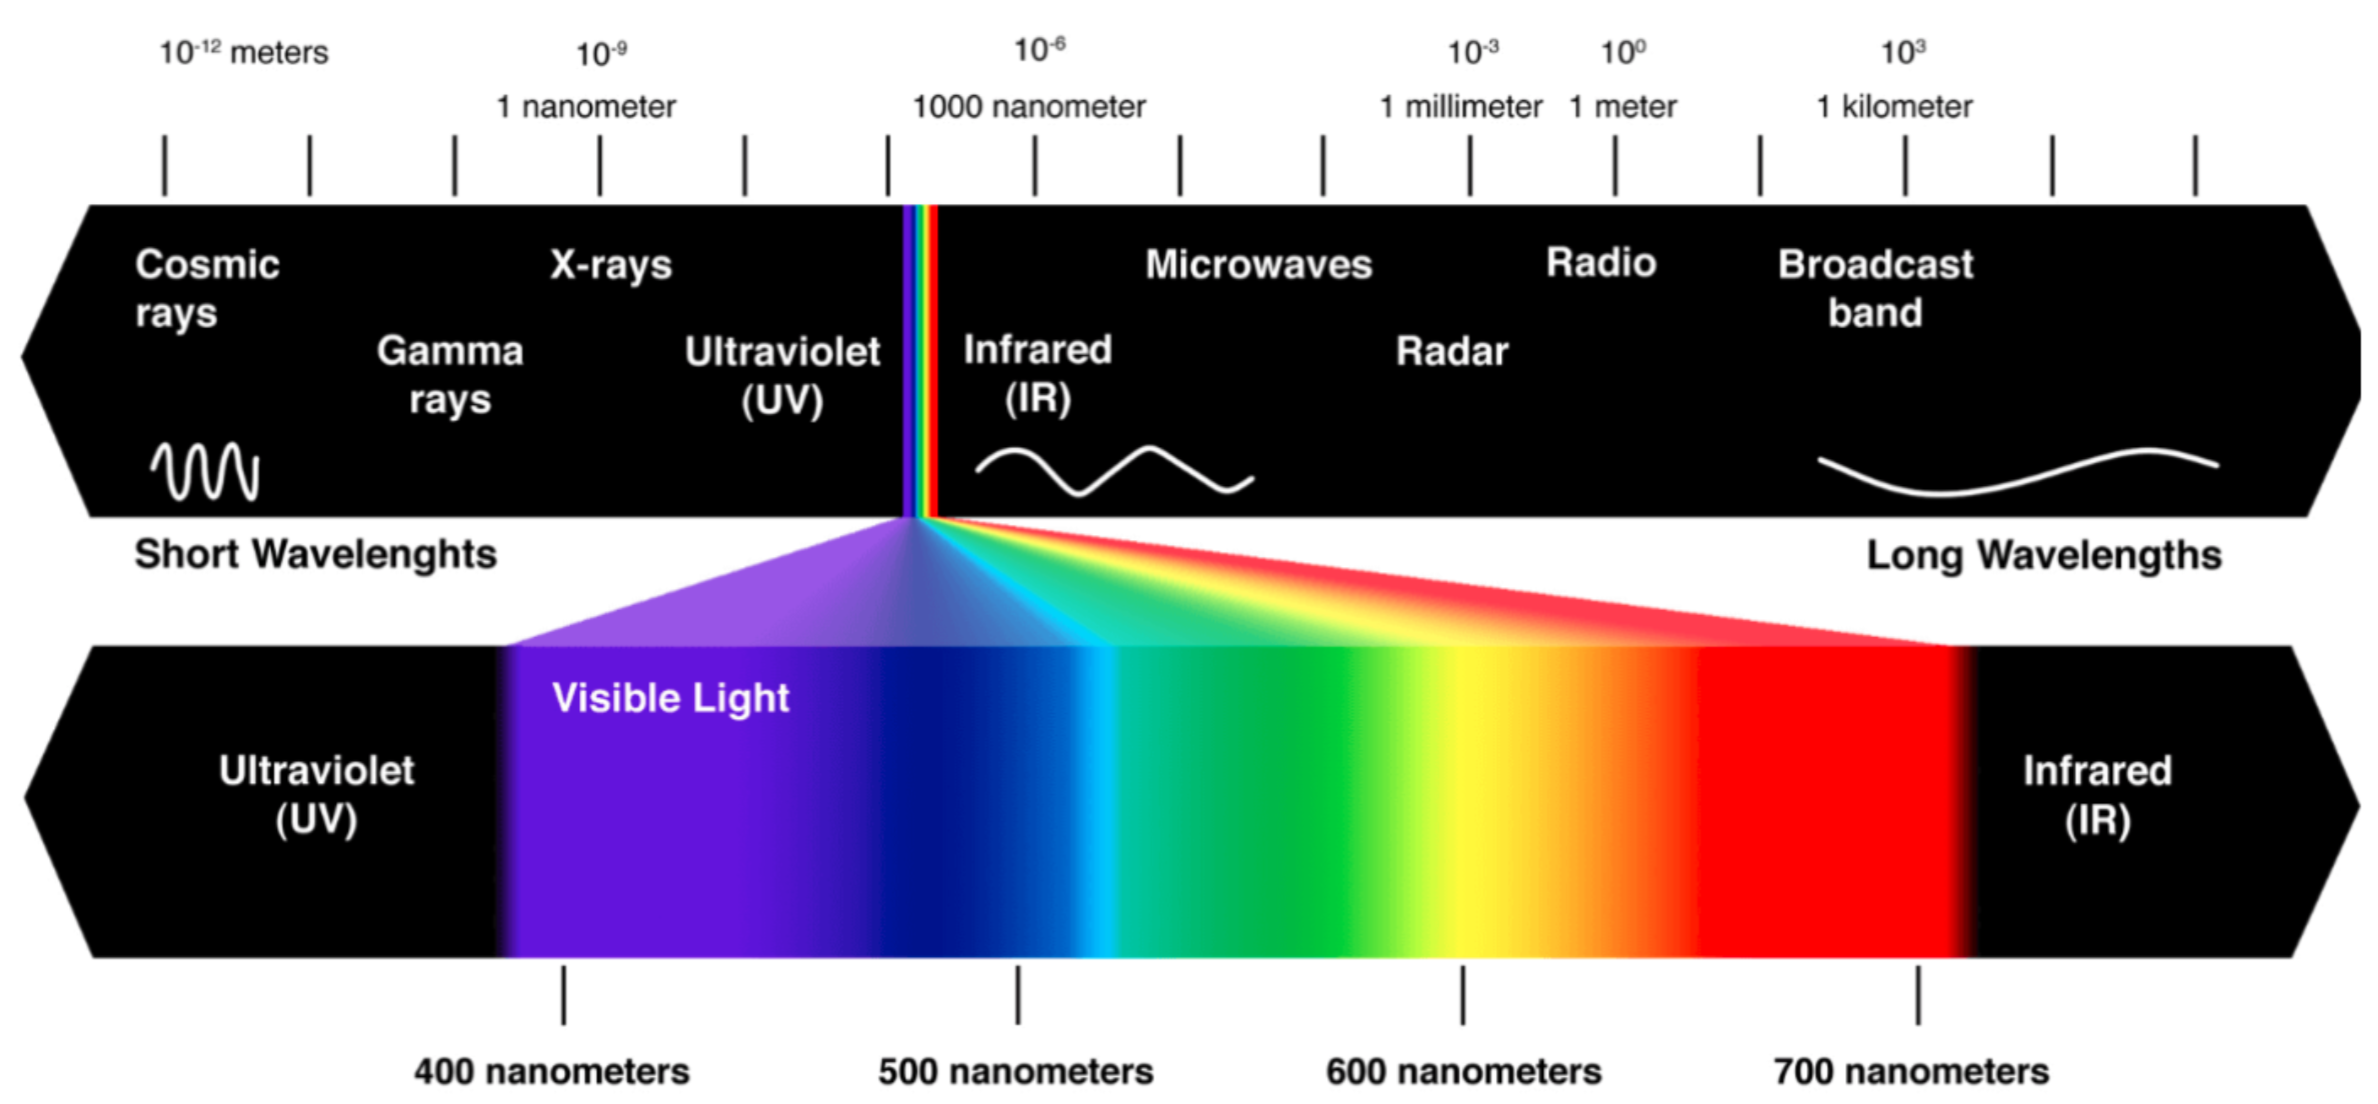 10⁻¹² meters
10⁻⁹
10⁻⁶
10⁻³
10⁰
10³
1 nanometer
1000 nanometer
1 millimeter
1 meter
1 kilometer
Cosmic
rays
Gamma
rays
X-rays
Ultraviolet
(UV)
Infrared
(IR)
Microwaves
Radar
Radio
Broadcast
band
Short Wavelenghts
Long Wavelengths
Visible Light
Ultraviolet
(UV)
Infrared
(IR)
400 nanometers
500 nanometers
600 nanometers
700 nanometers